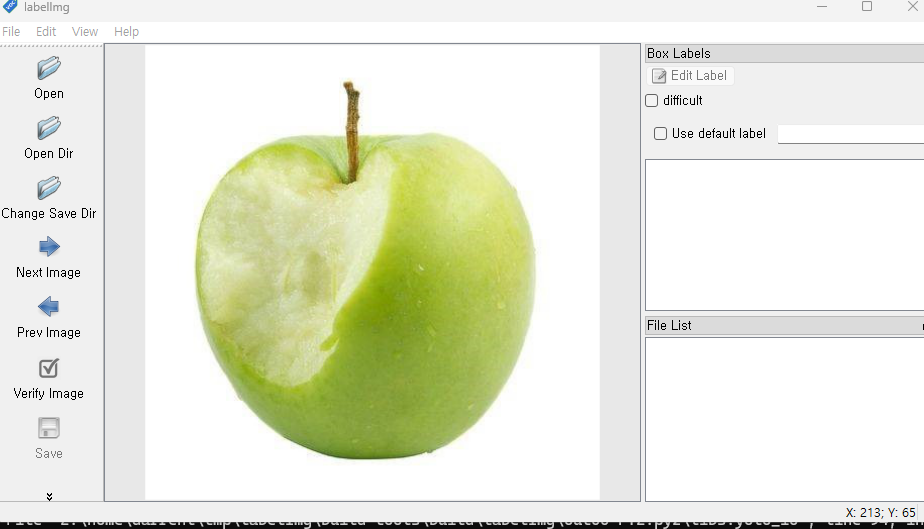 labelImg
File Edit View Help
Open
Open Dir
Change Save Dir
Next Image
Prev Image
Verify Image
Save
Box Labels
Edit Label
difficult
Use default label
File List
X: 213; Y: 65